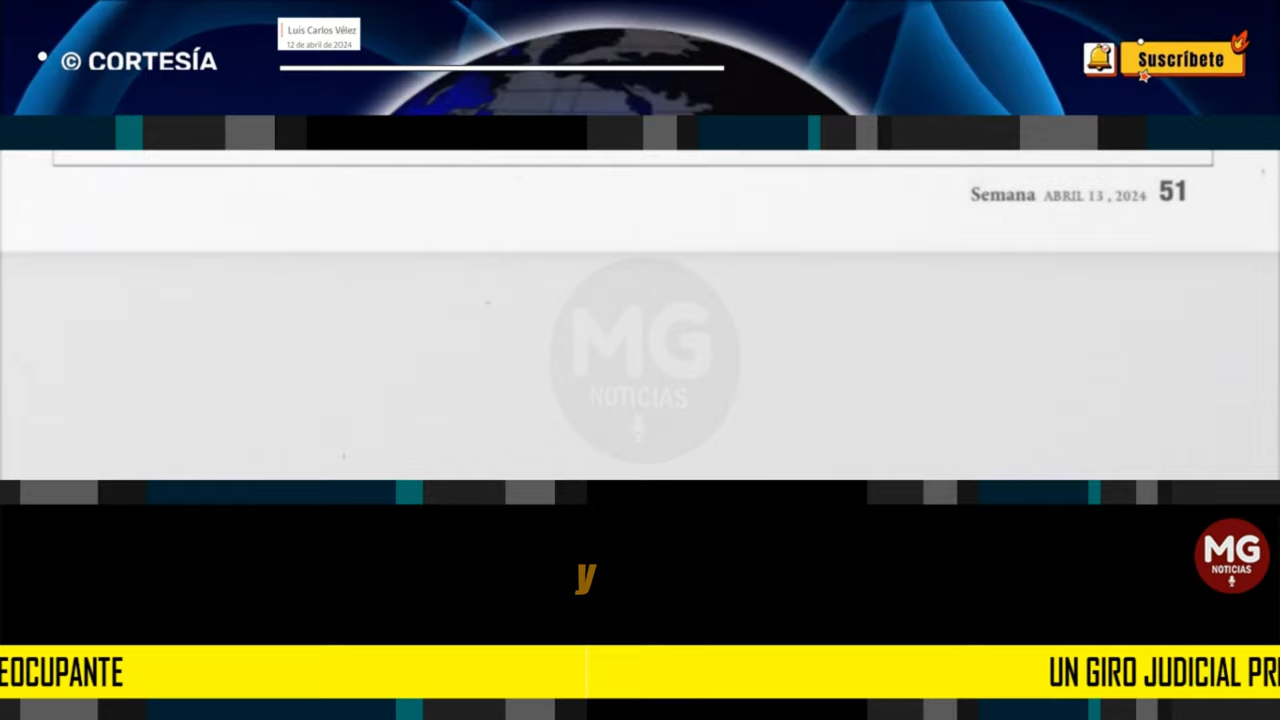 Luis Carlos Vélez
12 de abril de 2024
© CORTESÍA
Suscríbete
Semana ABRIL 13, 2024 51
MG
NOTICIAS
y
MG
NOTICIAS
EOCUPANTE
UN GIRO JUDICIAL PR